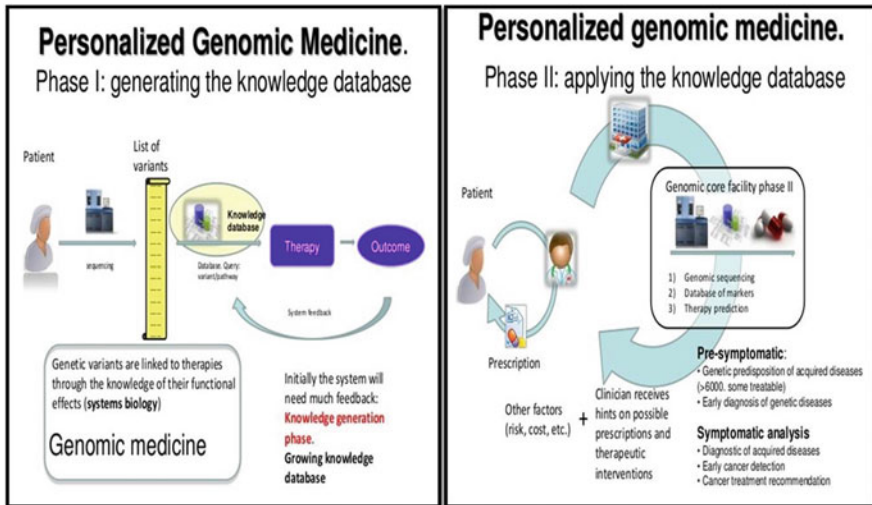 Personalized Genomic Medicine.
Phase I: generating the knowledge database
Patient
List of
variants
Knowledge
database
Therapy
Outcome
sequencing
Database. Query:
variant/pathway
System feedback
Genetic variants are linked to therapies
through the knowledge of their functional
effects (systems biology)
Genomic medicine
Initially the system will
need much feedback:
Knowledge generation
phase.
Growing knowledge
database
Personalized genomic medicine.
Phase II: applying the knowledge database
Patient
Genomic core facility phase II
1) Genomic sequencing
2) Database of markers
3) Therapy prediction
Prescription
Other factors
(risk, cost, etc.)
+
Clinician receives
hints on possible
prescriptions and
therapeutic
interventions
Pre-symptomatic:
• Genetic predisposition of acquired diseases
(>6000. some treatable)
• Early diagnosis of genetic diseases
Symptomatic analysis
• Diagnostic of acquired diseases
• Early cancer detection
• Cancer treatment recommendation